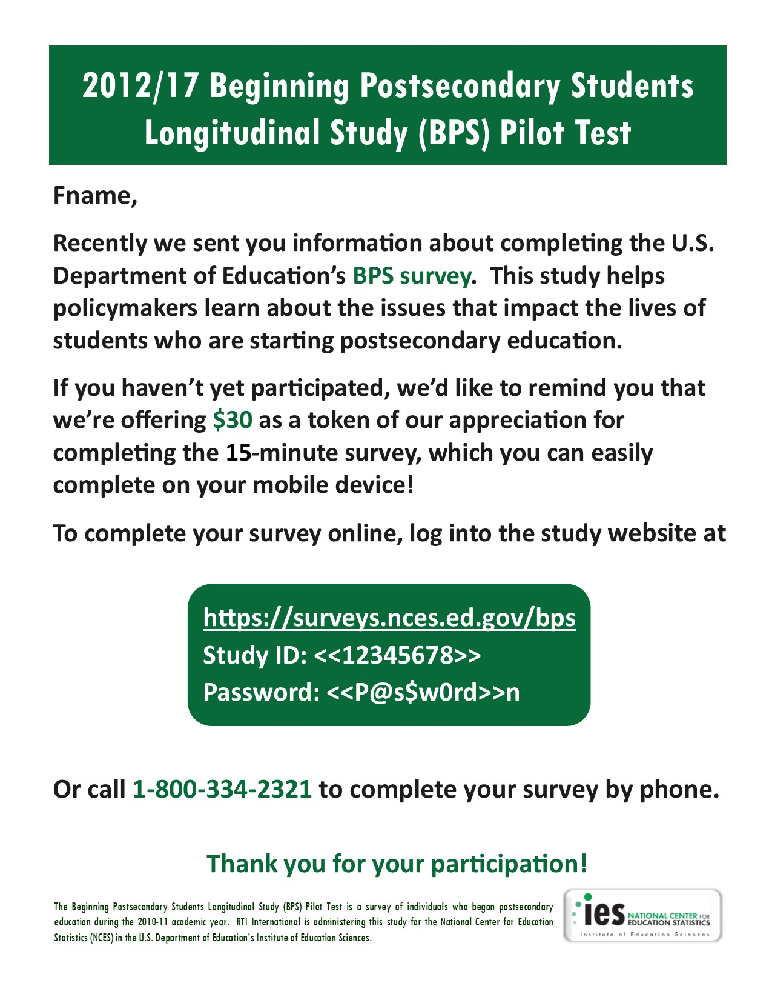 2012/17 Beginning Postsecondary Students
Longitudinal Study (BPS) Pilot Test
Fname,
Recently we sent you information about completing the U.S.
Department of Education’s BPS survey.  This study helps
policymakers learn about the issues that impact the lives of
students who are starting postsecondary education.
If you haven’t yet participated, we’d like to remind you that
we’re offering $30 as a token of our appreciation for
completing the 15-minute survey, which you can easily
complete on your mobile device!
To complete your survey online, log into the study website at
https://surveys.nces.ed.gov/bps
Study ID: <<12345678>>
Password: <<P@s$w0rd>>n
Or call 1-800-334-2321 to complete your survey by phone.
Thank you for your participation!
The Beginning Postsecondary Students Longitudinal Study (BPS) Pilot Test is a survey of individuals who began postsecondary
education during the 2010-11 academic year.  RTI International is administering this study for the National Center for Education
Statistics (NCES) in the U.S. Department of Education’s Institute of Education Sciences.
ies NATIONAL CENTER FOR
EDUCATION STATISTICS
Institute of Education Sciences